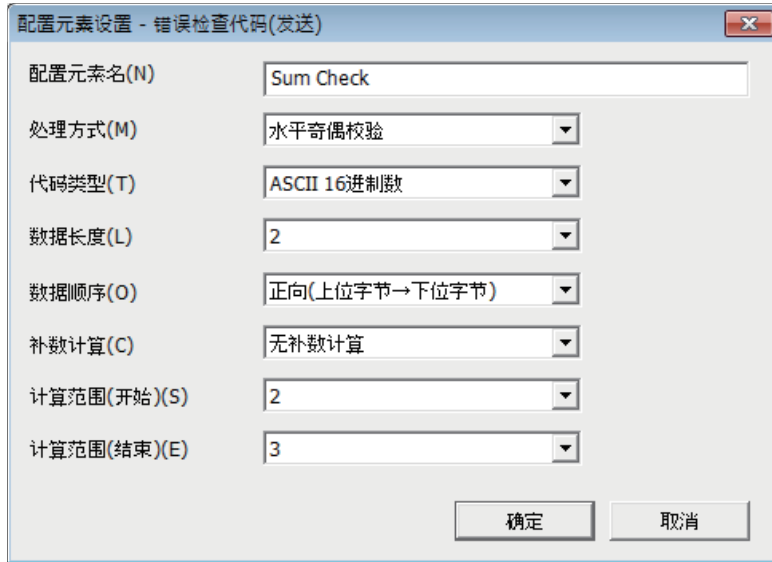 配置元素设置 - 错误检查代码(发送)
配置元素名(N) Sum Check
处理方式(M) 水平奇偶校验
代码类型(T) ASCII 16进制数
数据长度(L) 2
数据顺序(O) 正向(上位字节→下位字节)
补数计算(C) 无补数计算
计算范围(开始)(S) 2
计算范围(结束)(E) 3
确定 取消